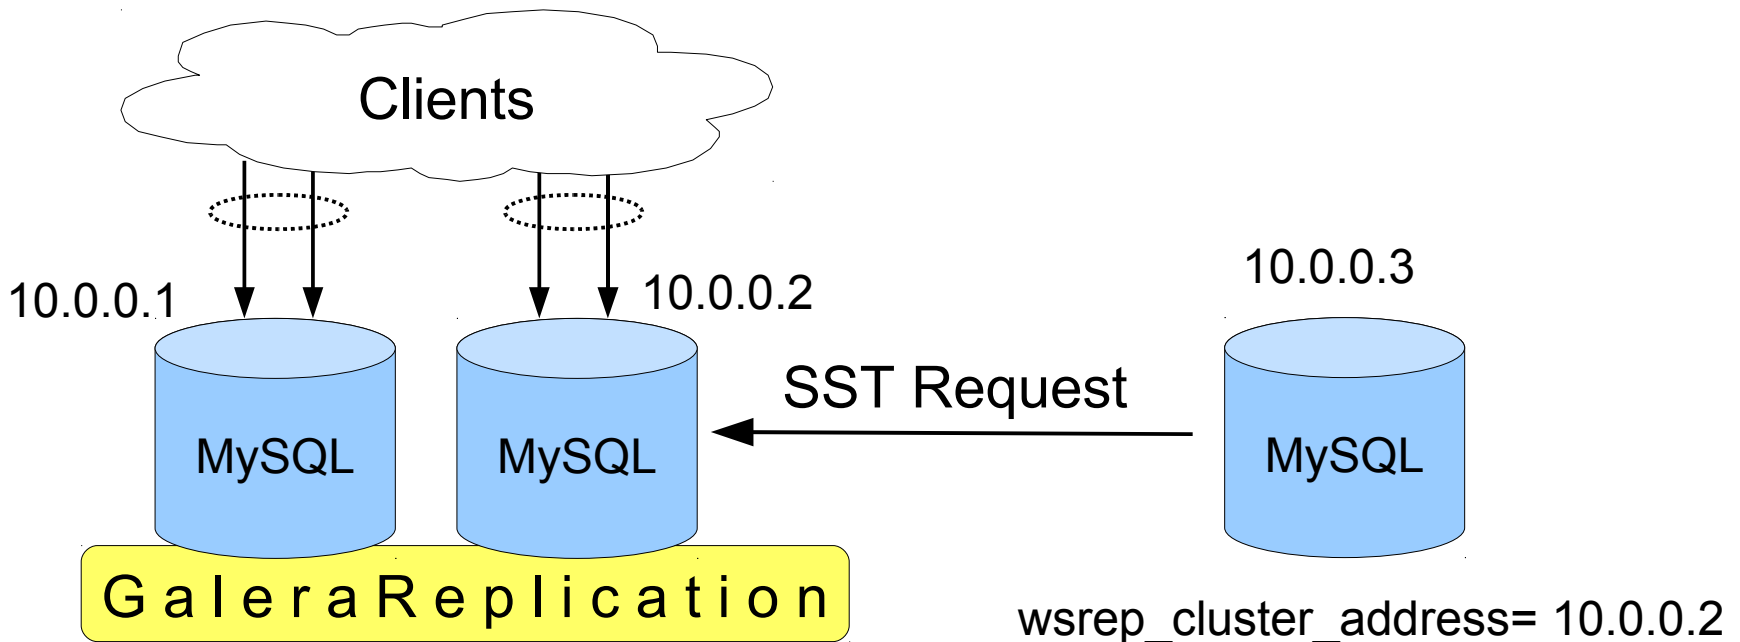 Clients
10.0.0.1
10.0.0.2
10.0.0.3
SST Request
MySQL
MySQL
MySQL
GaleraReplication
wsrep_cluster_address= 10.0.0.2